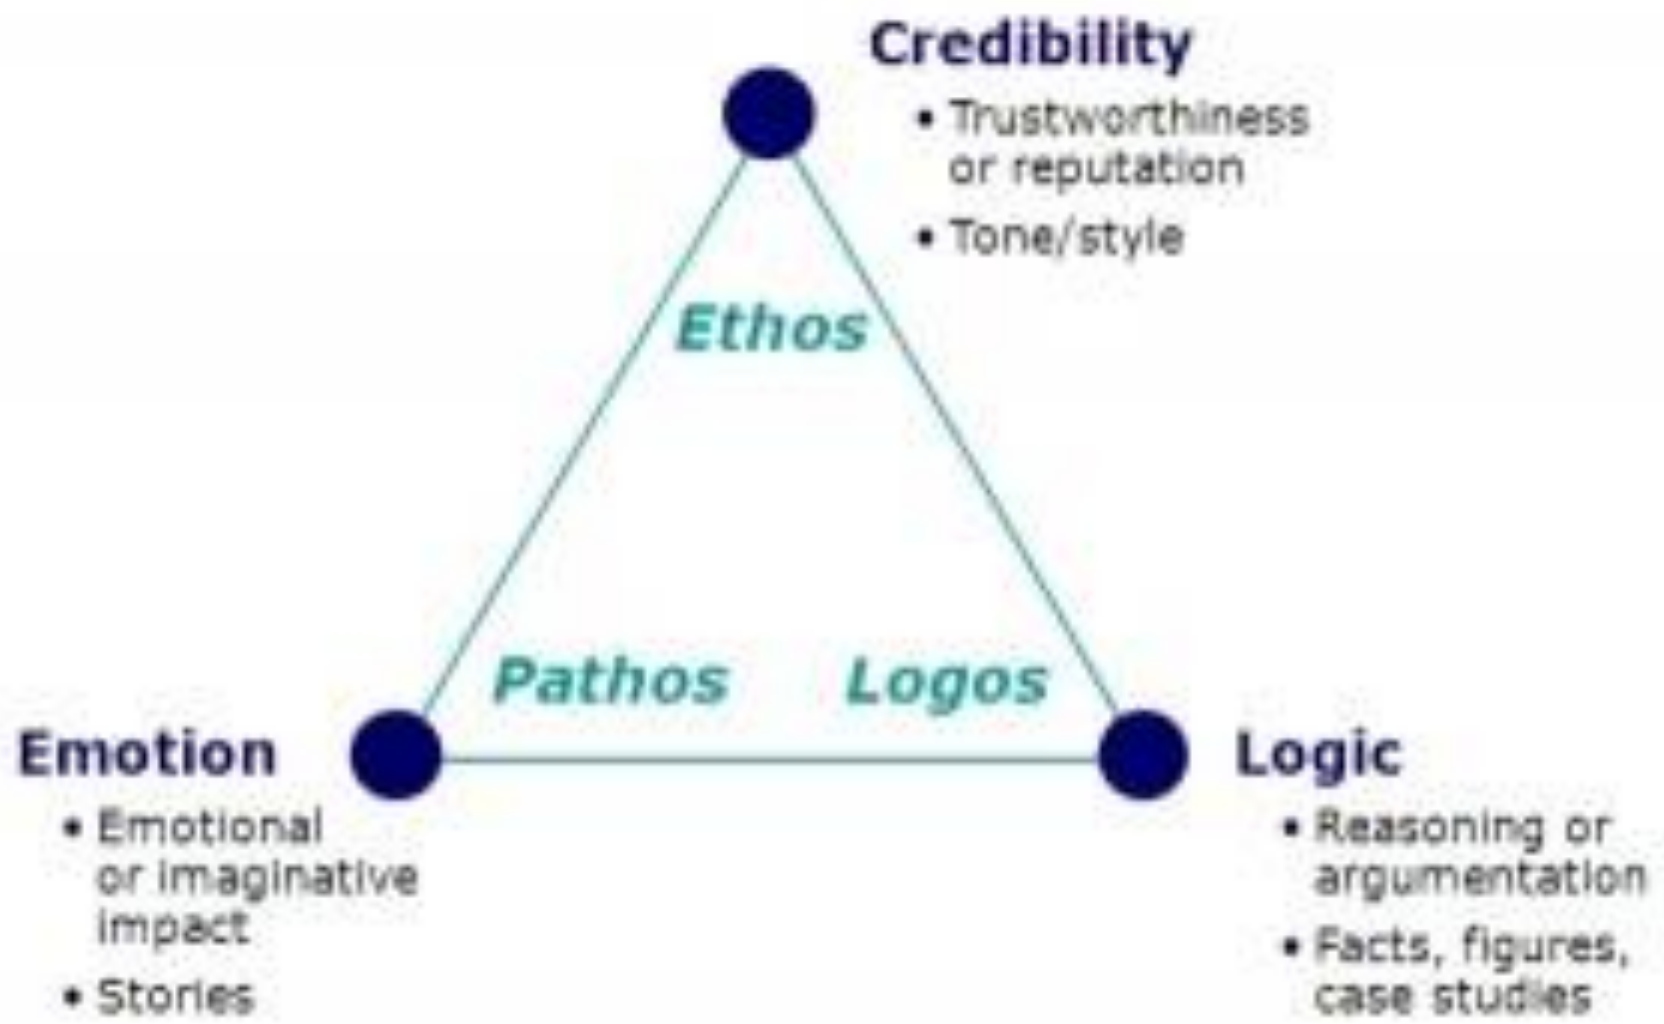 Credibility
• Trustworthiness
or reputation
• Tone/style
Ethos
Pathos
Logos
Emotion
• Emotional
or imaginative
impact
• Stories
Logic
• Reasoning or
argumentation
• Facts, figures,
case studies